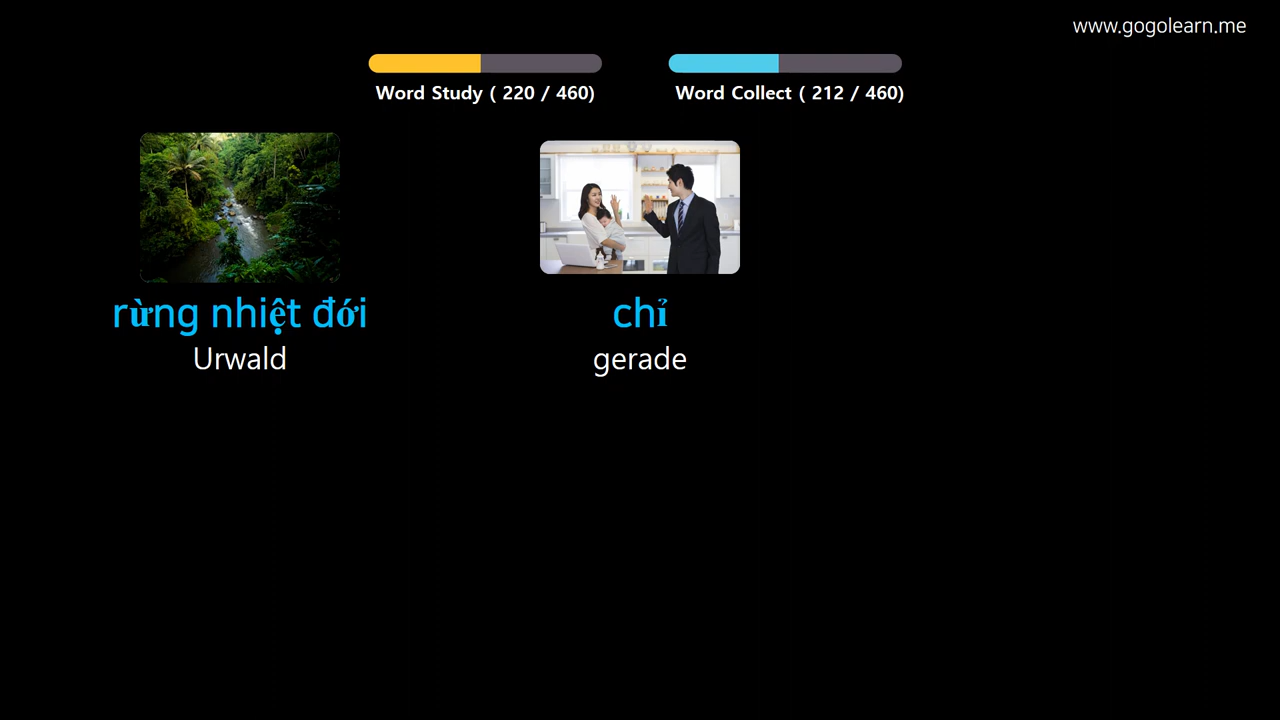 www.gogolearn.me
Word Study ( 220 / 460)
Word Collect ( 212 / 460)
rừng nhiệt đới
Urwald
chỉ
gerade